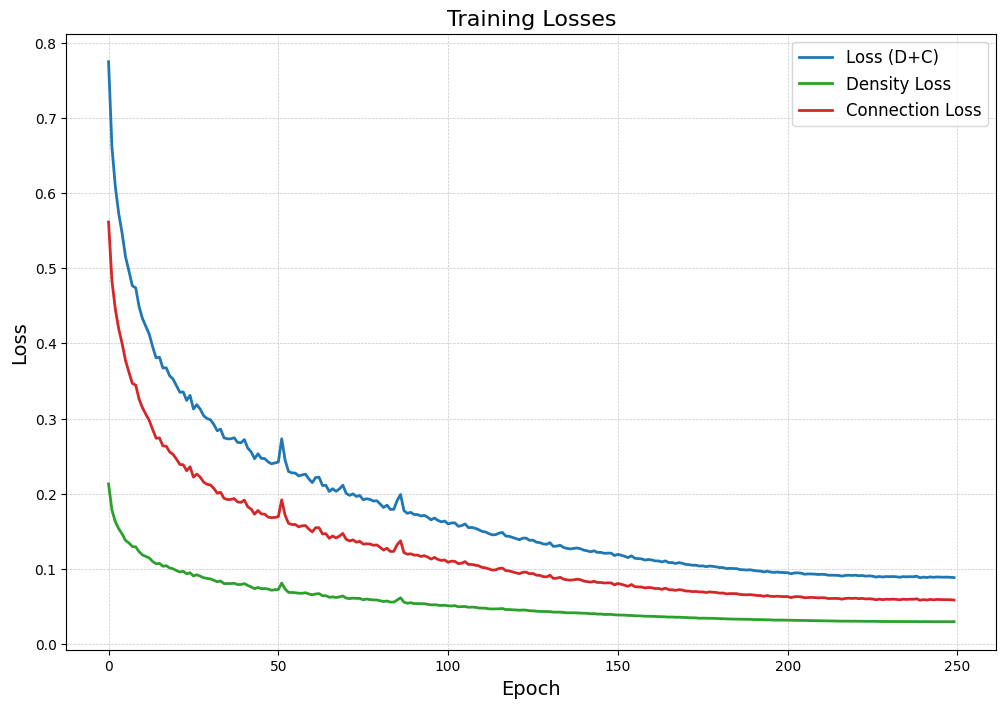 Training Losses
Loss (D+C)
Density Loss
Connection Loss
Loss
0.8
0.7
0.6
0.5
0.4
0.3
0.2
0.1
0.0
0 50 100 150 200 250
Epoch